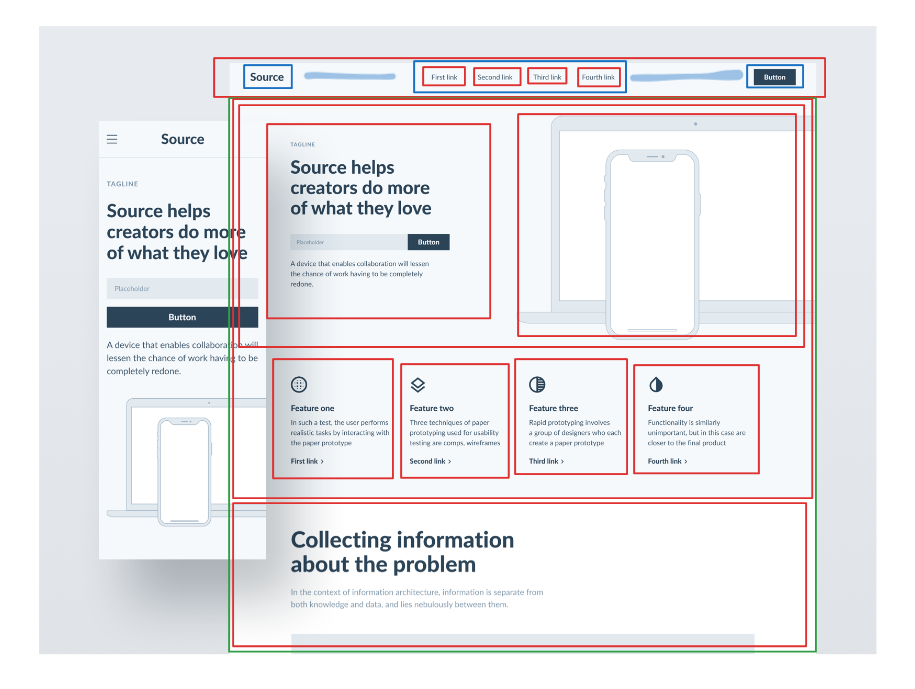 Source
First link
Second link
Third link
Fourth link
Button
Source
TAGLINE
Source helps
creators do more
of what they love
Placeholder
Button
A device that enables collaboration will
lessen the chance of work having to be
completely redone.
TAGLINE
Source helps
creators do more
of what they love
Placeholder
Button
A device that enables collaboration will lessen
the chance of work having to be completely
redone.
Feature one
In such a test, the user performs
realistic tasks by interacting with
the paper prototype
First link ›
Feature two
Three techniques of paper
prototyping used for usability
testing are comps, wireframes
Second link ›
Feature three
Rapid prototyping involves
a group of designers who each
create a paper prototype
Third link ›
Feature four
Functionality is similarly
unimportant, but in this case are
closer to the final product
Fourth link ›
Collecting information
about the problem
In the context of information architecture, information is separate from
both knowledge and data, and lies nebulously between them.